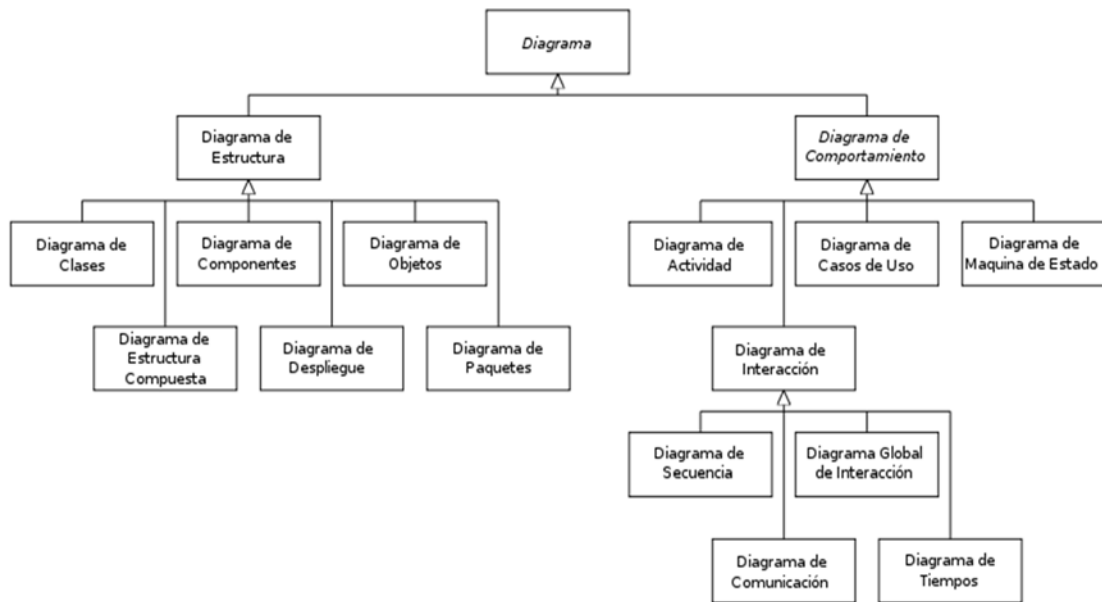 Diagrama
Diagrama de
Estructura
Diagrama de
Comportamiento
Diagrama de
Clases
Diagrama de
Componentes
Diagrama de
Objetos
Diagrama de
Actividad
Diagrama de
Casos de Uso
Diagrama de
Maquina de Estado
Diagrama de
Estructura
Compuesta
Diagrama de
Despliegue
Diagrama de
Paquetes
Diagrama de
Interacción
Diagrama de
Secuencia
Diagrama Global
de Interacción
Diagrama de
Comunicación
Diagrama de
Tiempos